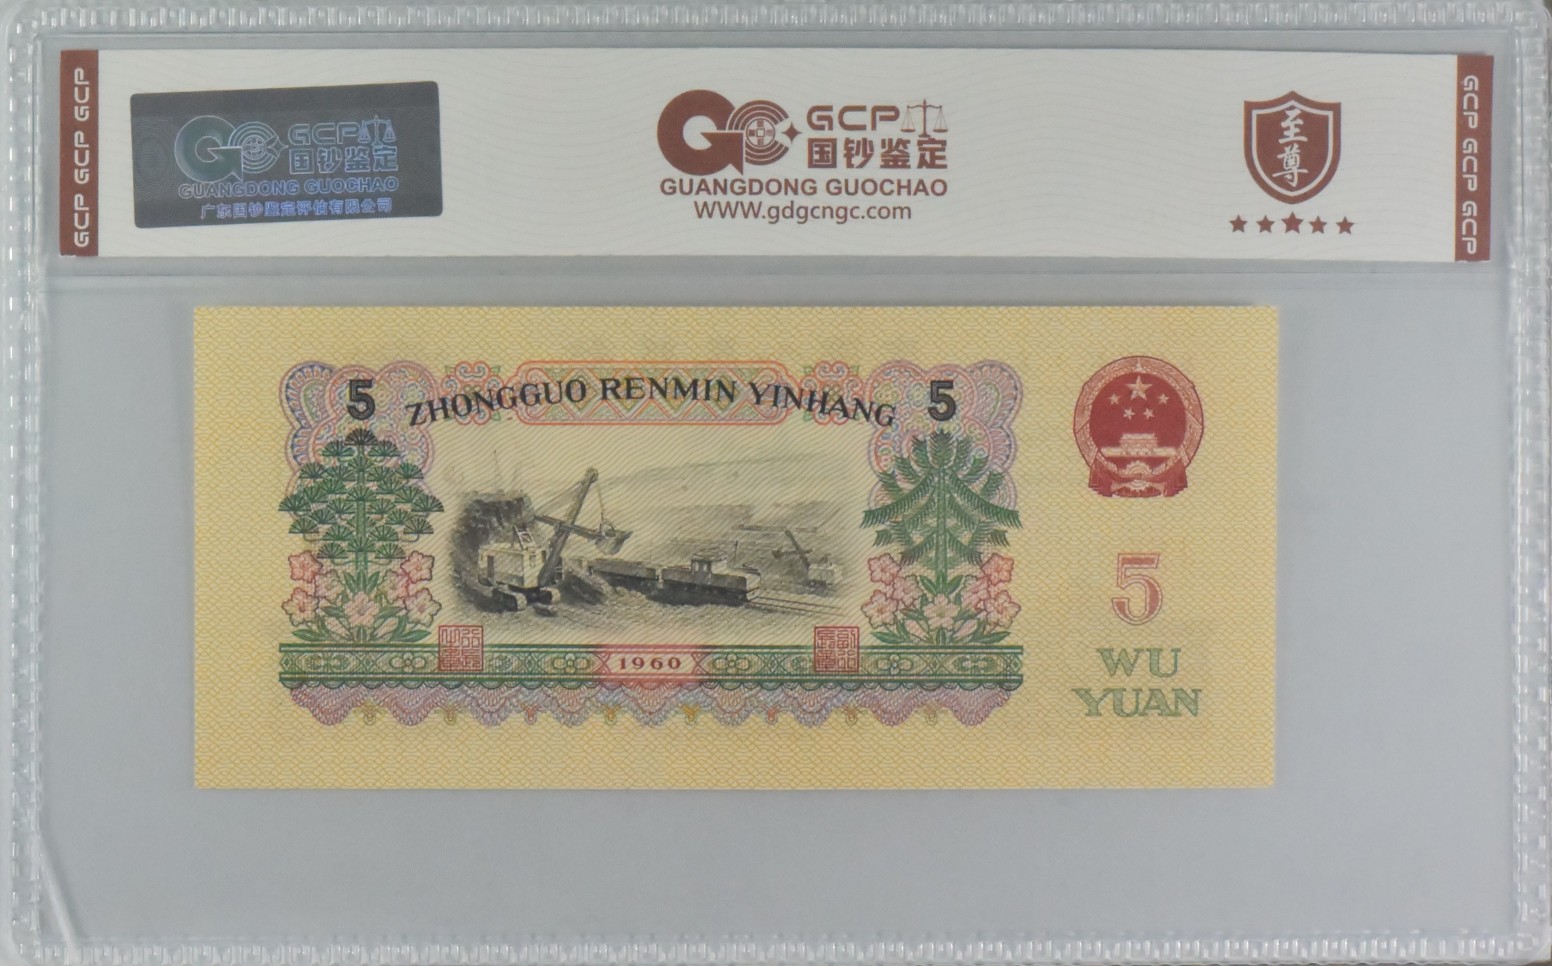 GCP GCP GCP
GCP
国钞鉴定
GUANGDONG GUOCHAO
广东国钞鉴定评估有限公司
GCP
国钞鉴定
GUANGDONG GUOCHAO
WWW.gdgcngc.com
至尊
GCP GCP GCP
5
ZHONGGUO RENMIN YINHANG
5
1960
5
WU
YUAN